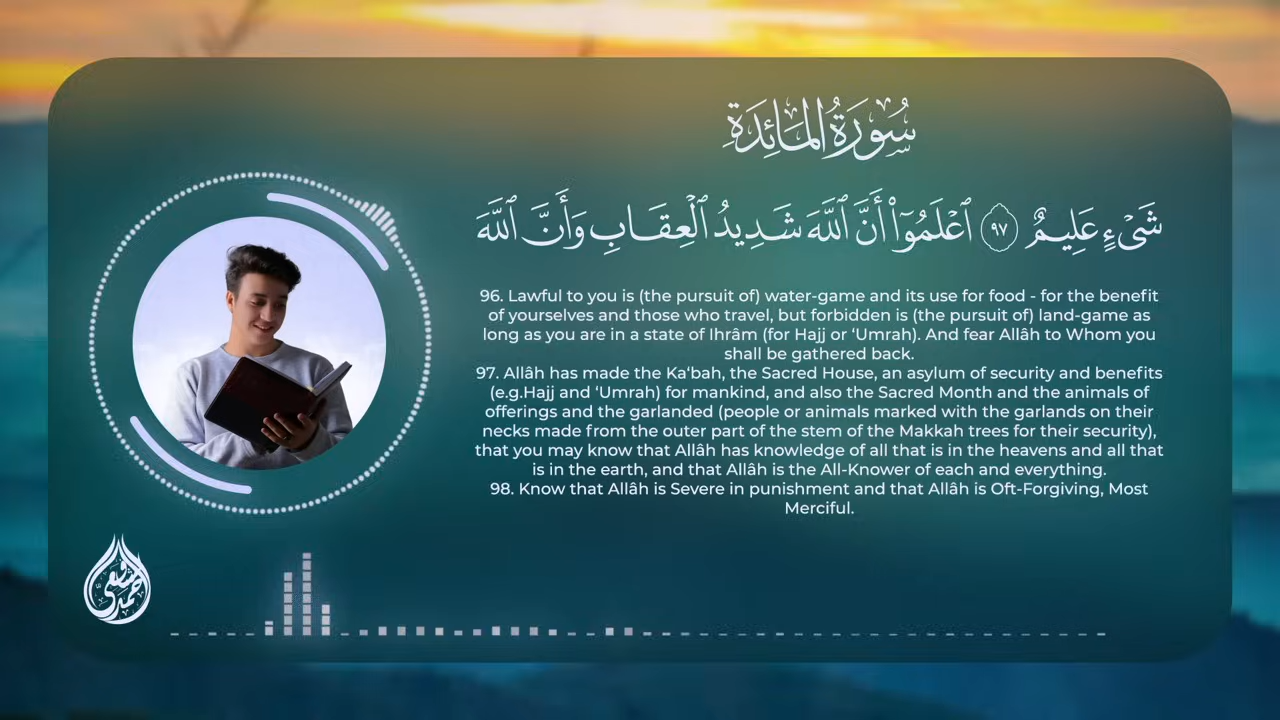 سُورَةُ المَائِدَةِ
شَىْءٍ عَلِيمٌ ٩٧ ٱعْلَمُوٓا۟ أَنَّ ٱللَّهَ شَدِيدُ ٱلْعِقَابِ وَأَنَّ ٱللَّهَ
96. Lawful to you is (the pursuit of) water-game and its use for food - for the benefit
of yourselves and those who travel, but forbidden is (the pursuit of) land-game as
long as you are in a state of Ihrâm (for Hajj or ‘Umrah). And fear Allâh to Whom you
shall be gathered back.
97. Allâh has made the Ka‘bah, the Sacred House, an asylum of security and benefits
(e.g.Hajj and ‘Umrah) for mankind, and also the Sacred Month and the animals of
offerings and the garlanded (people or animals marked with the garlands on their
necks made from the outer part of the stem of the Makkah trees for their security),
that you may know that Allâh has knowledge of all that is in the heavens and all that
is in the earth, and that Allâh is the All-Knower of each and everything.
98. Know that Allâh is Severe in punishment and that Allâh is Oft-Forgiving, Most
Merciful.